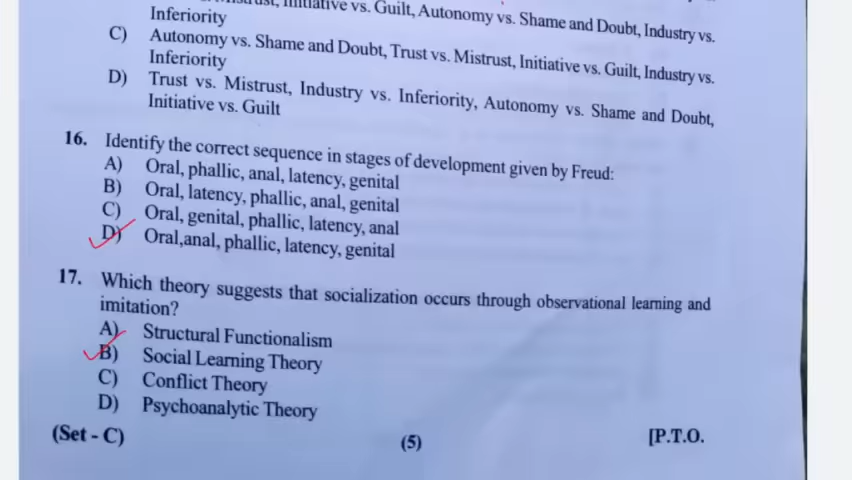 vs. Guilt, Autonomy vs. Shame and Doubt, Industry vs.
Inferiority
C) Autonomy vs. Shame and Doubt, Trust vs. Mistrust, Initiative vs. Guilt, Industry vs.
Inferiority
D) Trust vs. Mistrust, Industry vs. Inferiority, Autonomy vs. Shame and Doubt,
Initiative vs. Guilt
16. Identify the correct sequence in stages of development given by Freud:
A) Oral, phallic, anal, latency, genital
B) Oral, latency, phallic, anal, genital
C) Oral, genital, phallic, latency, anal
D) Oral,anal, phallic, latency, genital
17. Which theory suggests that socialization occurs through observational learning and
imitation?
A) Structural Functionalism
B) Social Learning Theory
C) Conflict Theory
D) Psychoanalytic Theory
(Set - C) (5) [P.T.O.